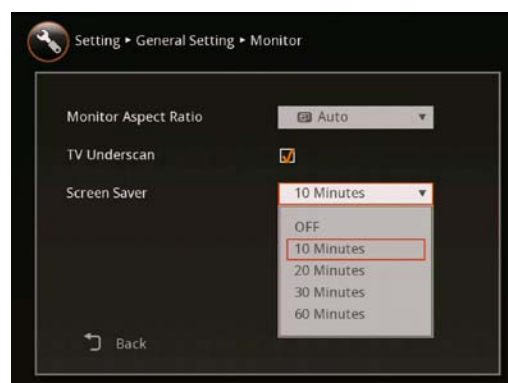 Setting ▸ General Setting ▸ Monitor
Monitor Aspect Ratio Auto
TV Underscan
Screen Saver 10 Minutes
OFF
10 Minutes
20 Minutes
30 Minutes
60 Minutes
Back